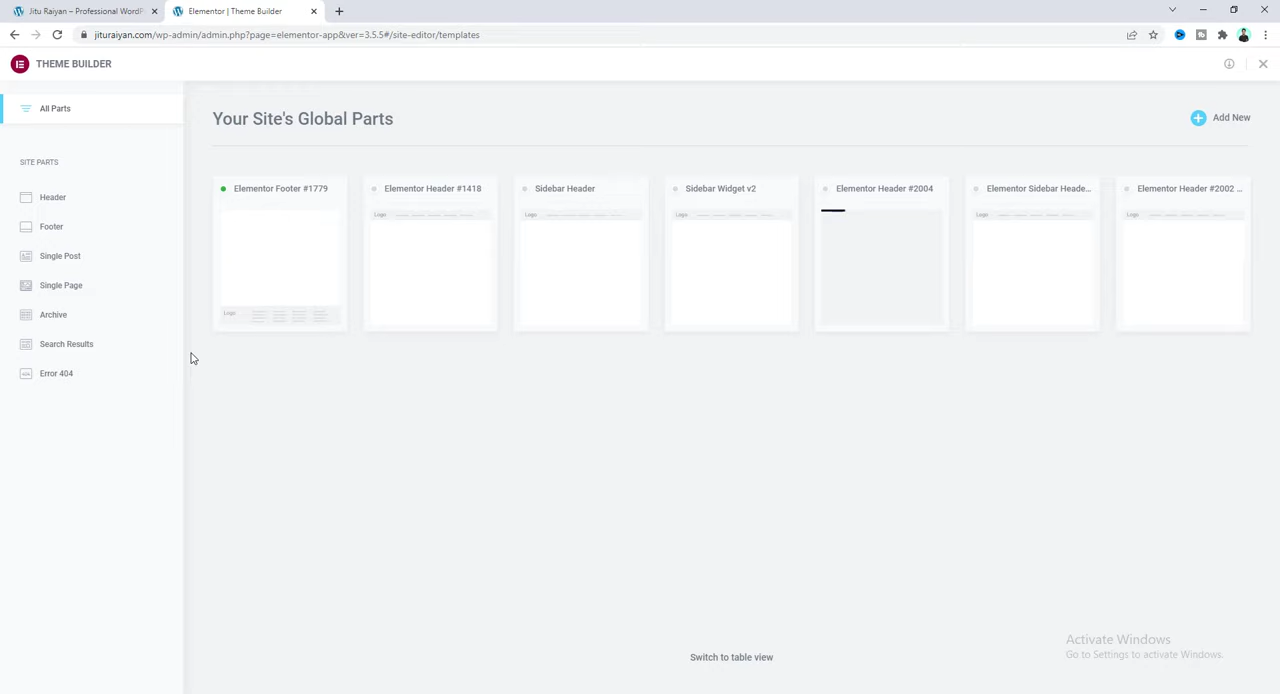 Jitu Raiyan – Professional WordP
Elementor | Theme Builder
jituraiyan.com/wp-admin/admin.php?page=elementor-app&ver=3.5.5#/site-editor/templates
THEME BUILDER
All Parts
SITE PARTS
Header
Footer
Single Post
Single Page
Archive
Search Results
Error 404
Your Site's Global Parts
Add New
Elementor Footer #1779
Logo
Elementor Header #1418
Logo
Sidebar Header
Logo
Sidebar Widget v2
Logo
Elementor Header #2004
Elementor Sidebar Heade...
Logo
Elementor Header #2002 ...
Logo
Switch to table view
Activate Windows
Go to Settings to activate Windows.